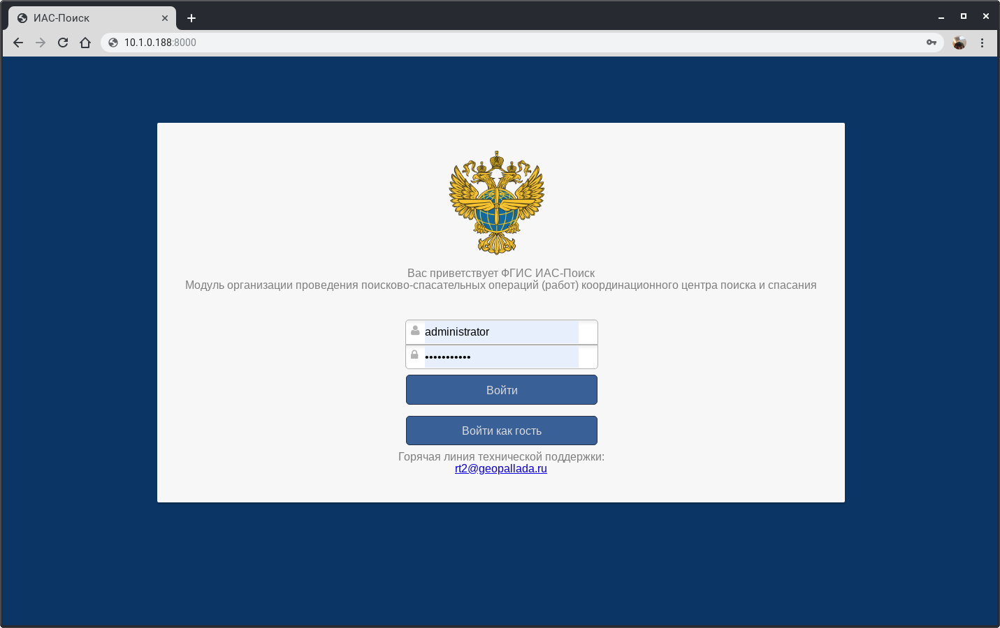 ИАС-Поиск
10.1.0.188:8000
Вас приветствует ФГИС ИАС-Поиск
Модуль организации проведения поисково-спасательных операций (работ) координационного центра поиска и спасания
administrator
•••••••••••
Войти
Войти как гость
Горячая линия технической поддержки:
rt2@geopallada.ru